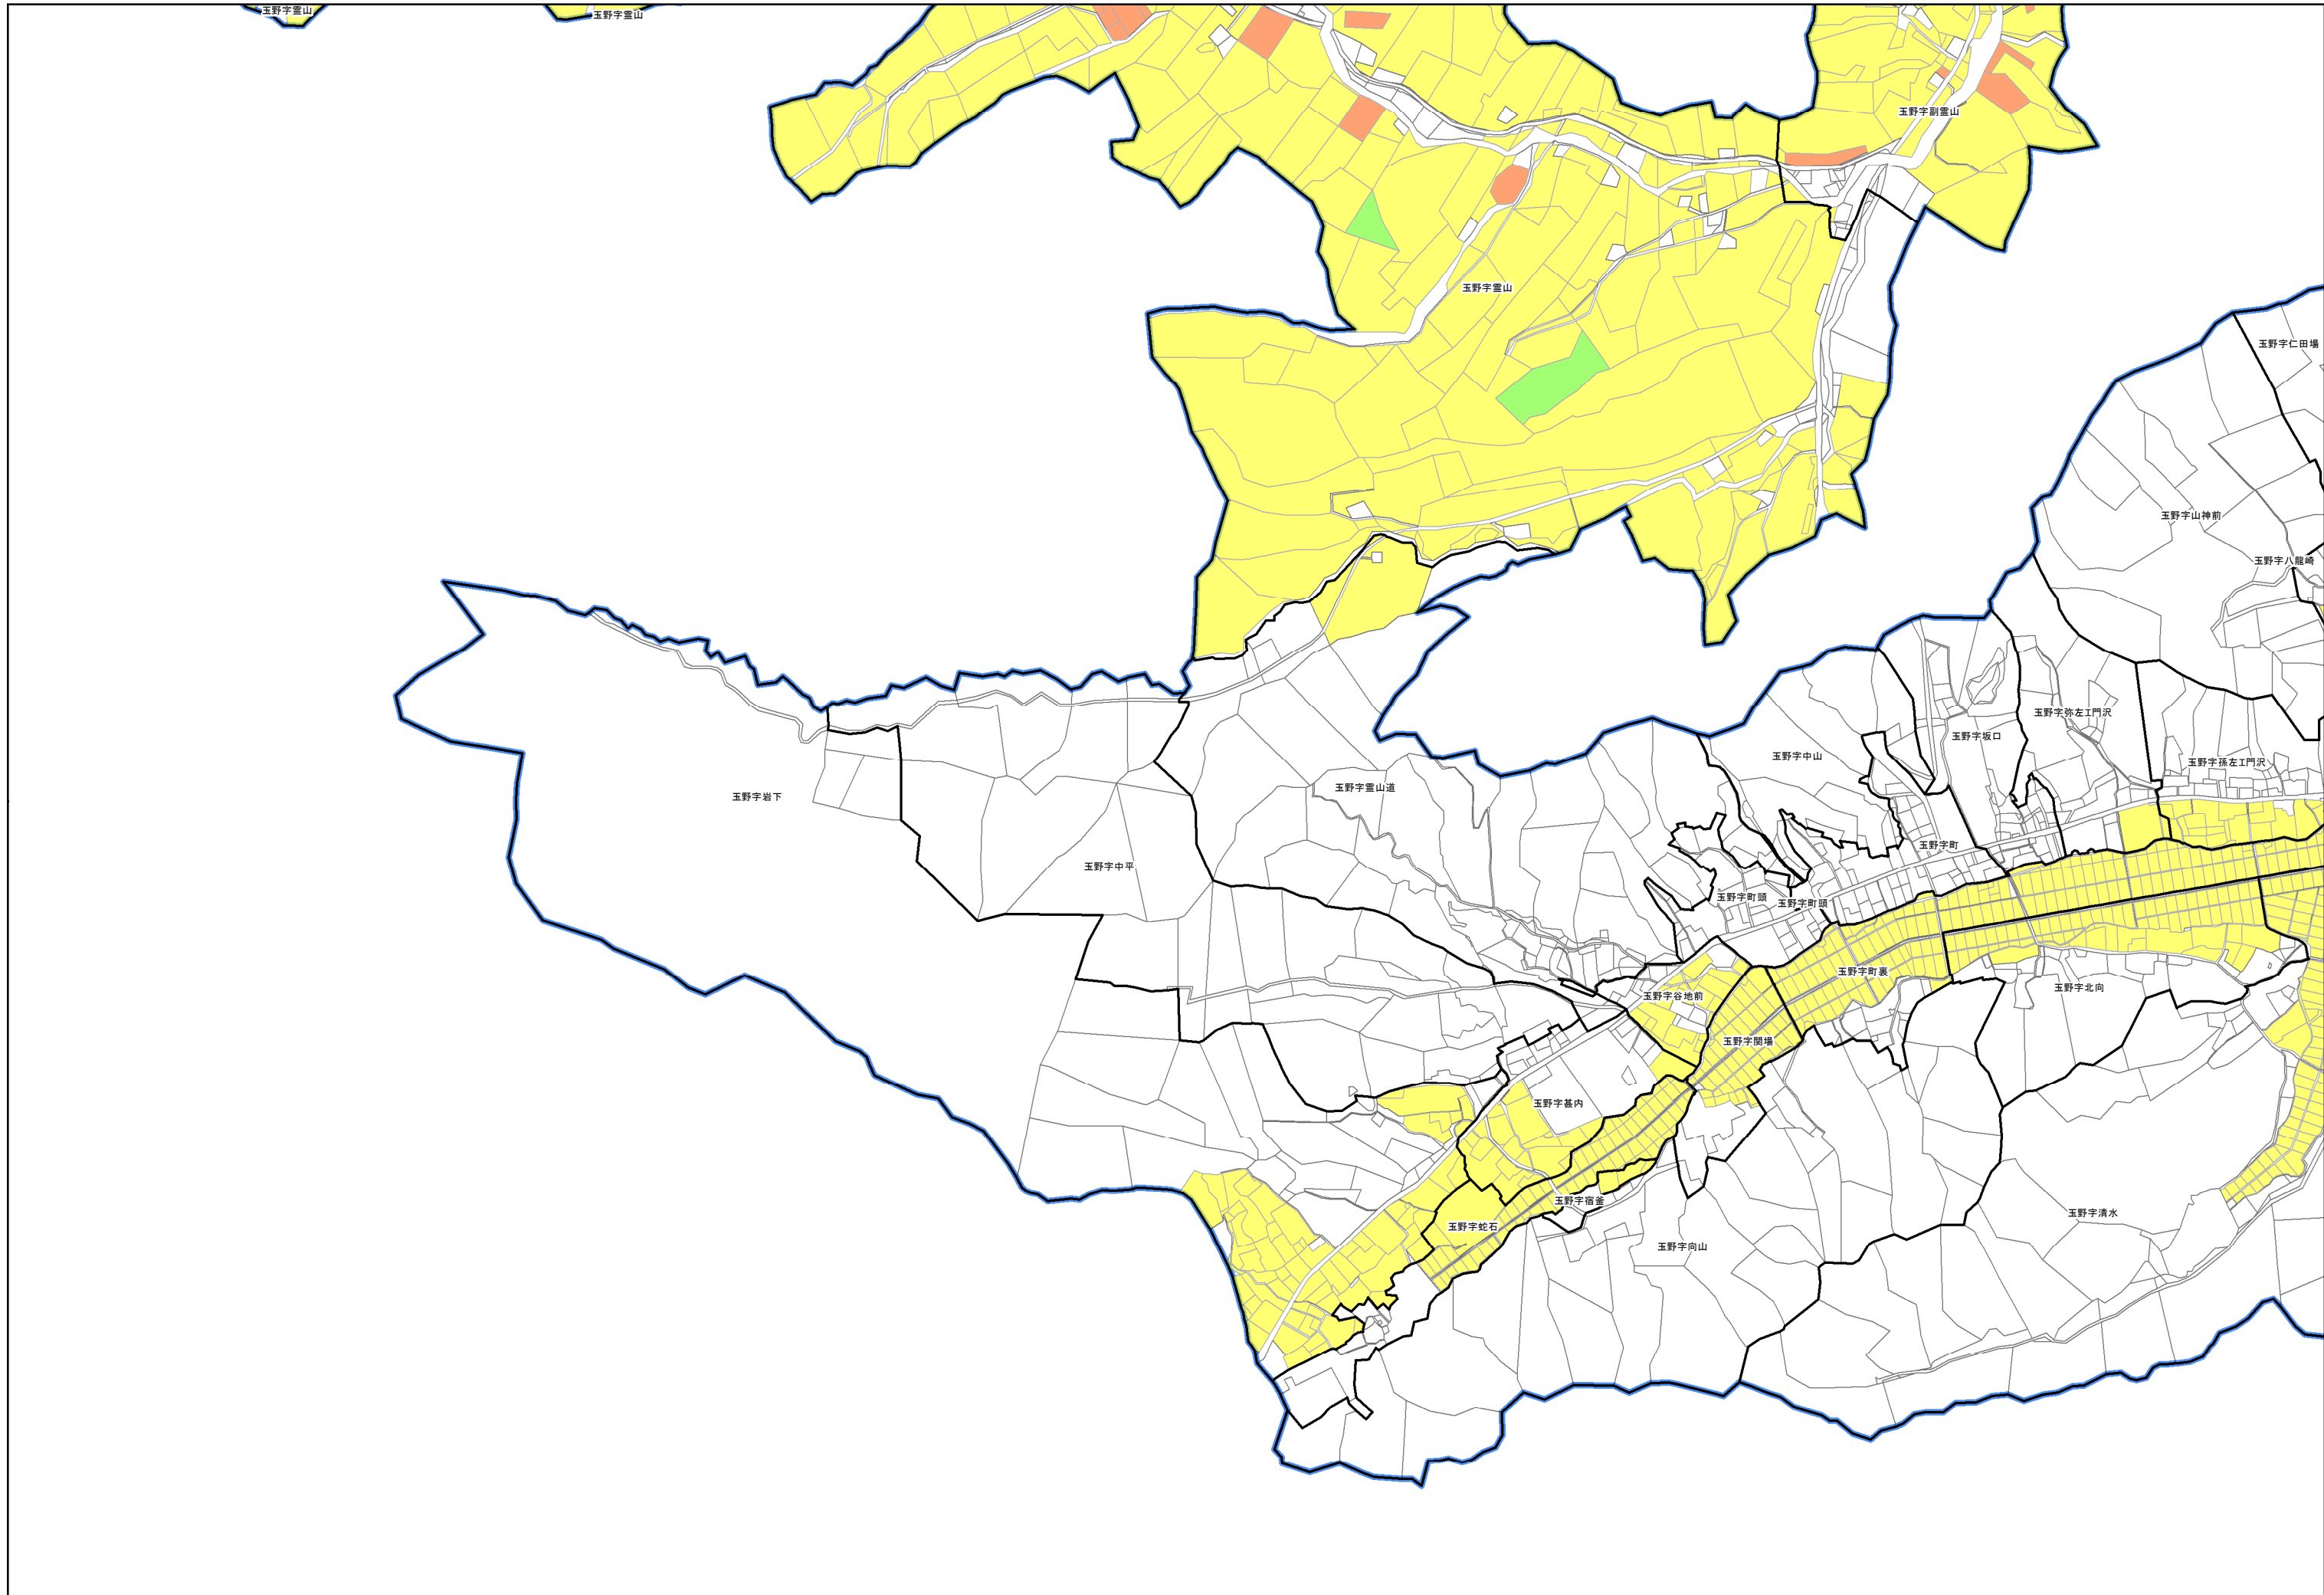 玉野字霊山
玉野字霊山
玉野字副霊山
玉野字霊山
玉野字仁田場
玉野字山神前
玉野字八龍崎
玉野字弥左エ門沢
玉野字坂口
玉野字中山
玉野字孫左エ門沢
玉野字霊山道
玉野字岩下
玉野字町
玉野字中平
玉野字町頭
玉野字町頭
玉野字町裏
玉野字北向
玉野字谷地前
玉野字関場
玉野字甚内
玉野字宿釜
玉野字清水
玉野字蛇石
玉野字向山